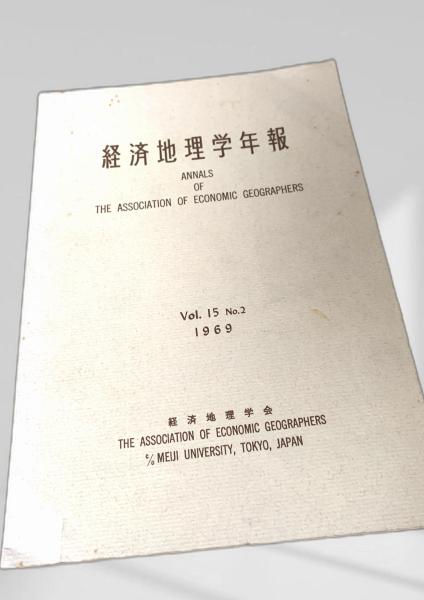 経済地理学年報
ANNALS
OF
THE ASSOCIATION OF ECONOMIC GEOGRAPHERS
Vol. 15 No.2
1969
経済地理学会
THE ASSOCIATION OF ECONOMIC GEOGRAPHERS
c/o MEIJI UNIVERSITY, TOKYO, JAPAN